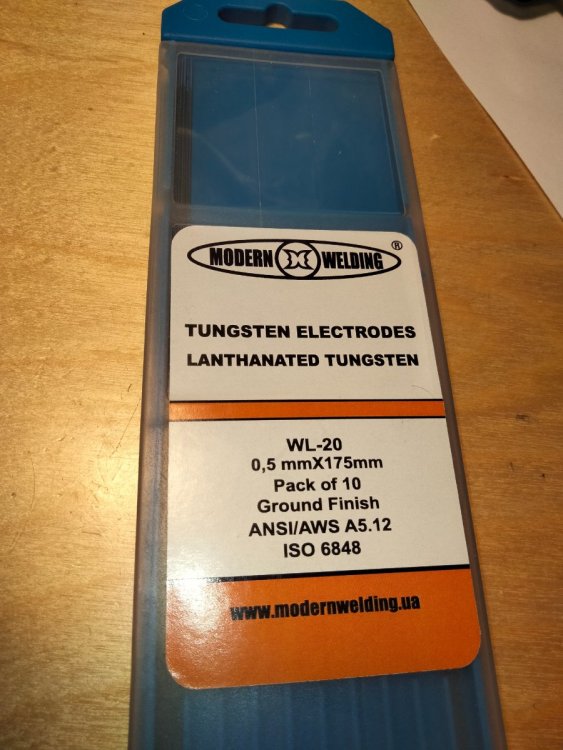 MODERN WELDING ®
TUNGSTEN ELECTRODES
LANTHANATED TUNGSTEN
WL-20
0,5 mmX175mm
Pack of 10
Ground Finish
ANSI/AWS A5.12
ISO 6848
www.modernwelding.ua